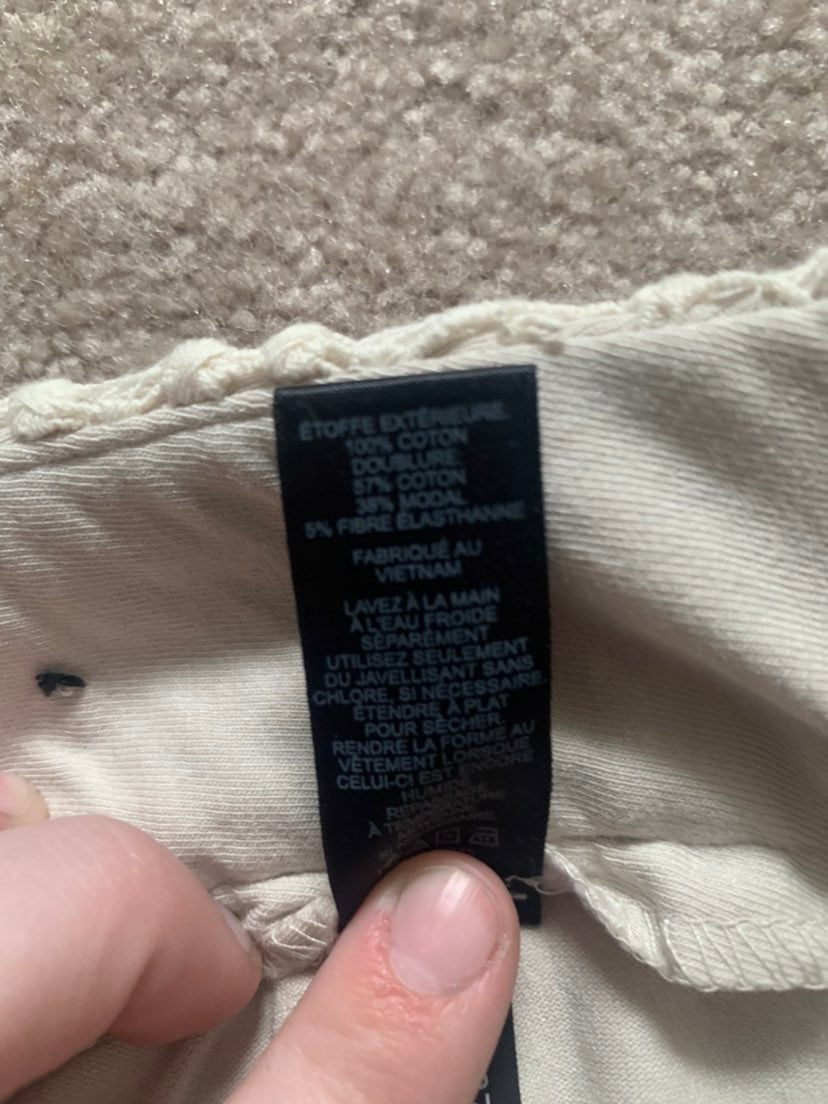 ÉTOFFE EXTÉRIEURE
100% COTON
DOUBLURE
57% COTON
38% MODAL
5% FIBRE ÉLASTHANNE
FABRIQUÉ AU
VIETNAM
LAVEZ À LA MAIN
À L'EAU FROIDE
SÉPARÉMENT
UTILISEZ SEULEMENT
DU JAVELLISANT SANS
CHLORE, SI NÉCESSAIRE.
ÉTENDRE À PLAT
POUR SÉCHER.
RENDRE LA FORME AU
VÊTEMENT LORSQUE
CELUI-CI EST ENCORE
HUMIDE
À